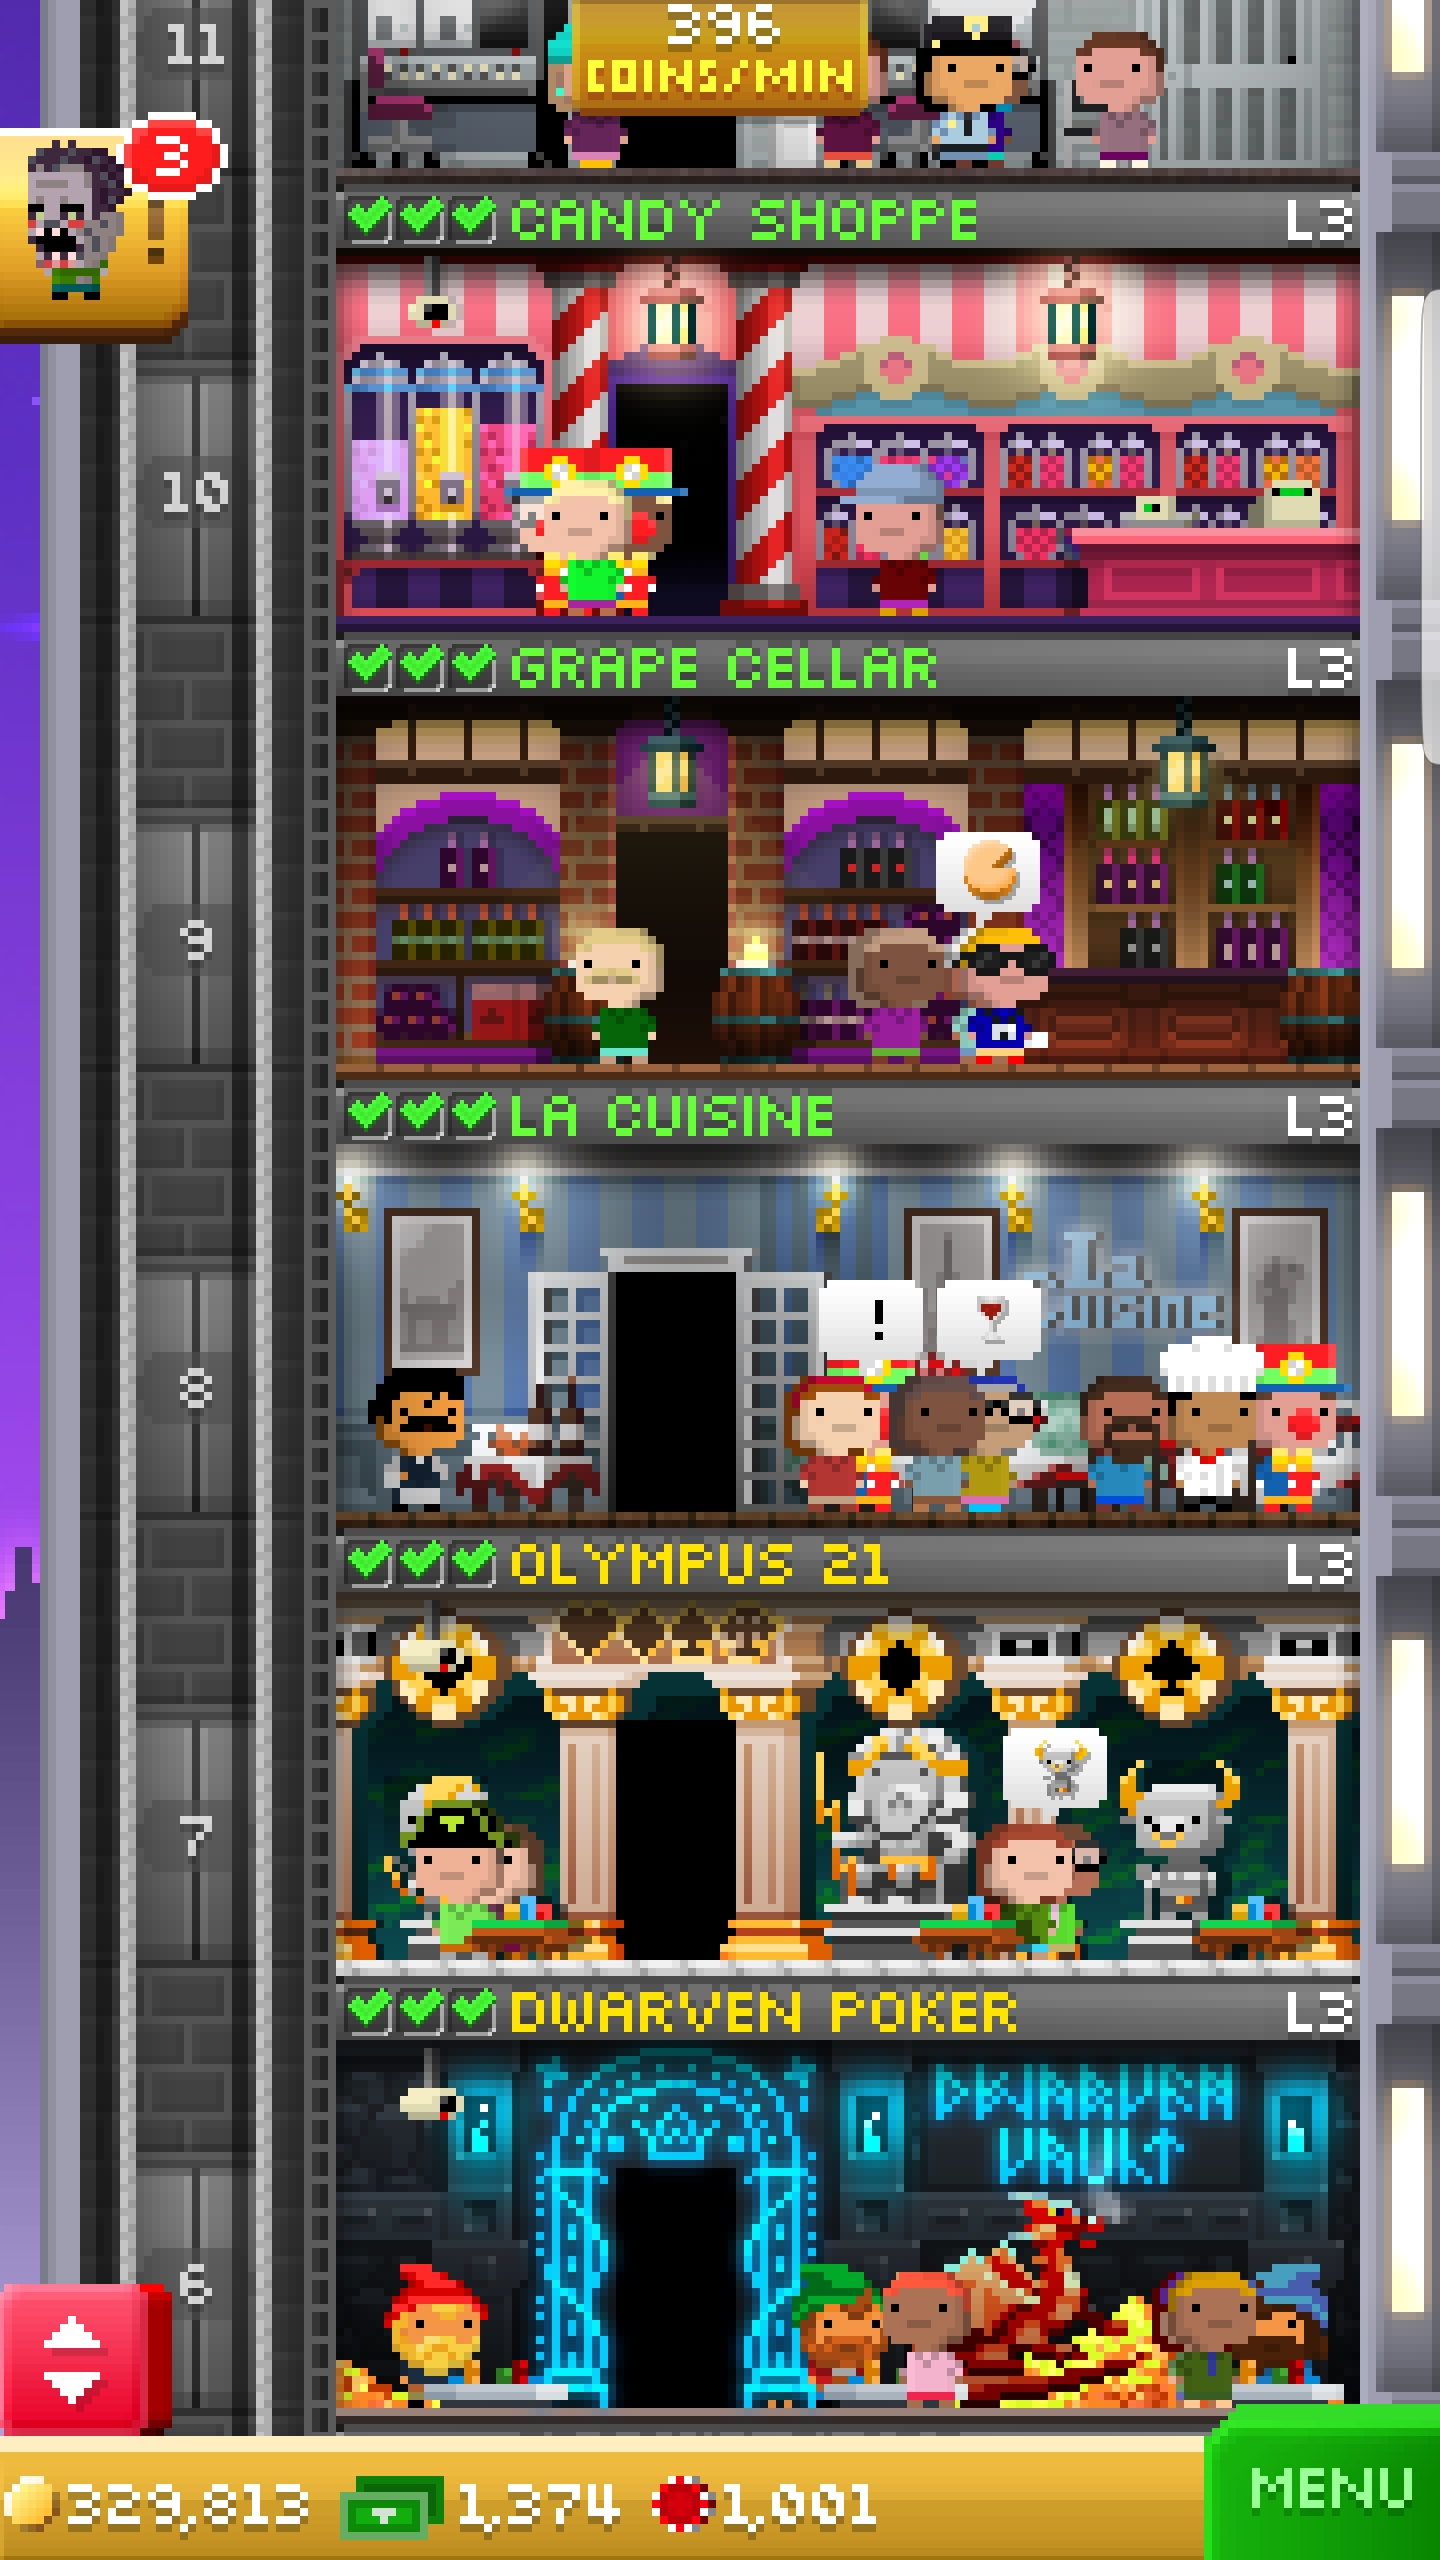 11
396
COINS/MIN
3
!
CANDY SHOPPE L3
10
GRAPE CELLAR L3
9
LA CUISINE L3
La
Cuisine
!
8
OLYMPUS 21 L3
7
DWARVEN POKER L3
DWARVEN
VAULT
6
329,813 1,374 1,001
MENU